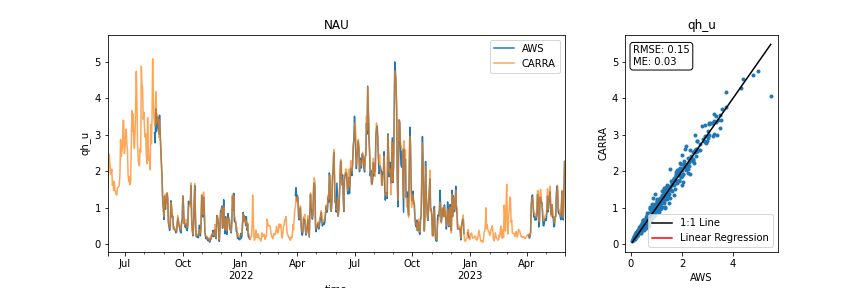 NAU
qh_u
5
4
3
2
1
0
Jul
Oct
Jan
2022
Apr
Jul
Oct
Jan
2023
Apr
AWS
CARRA
qh_u
CARRA
5
4
3
2
1
0
0
2
4
AWS
RMSE: 0.15
ME: 0.03
1:1 Line
Linear Regression